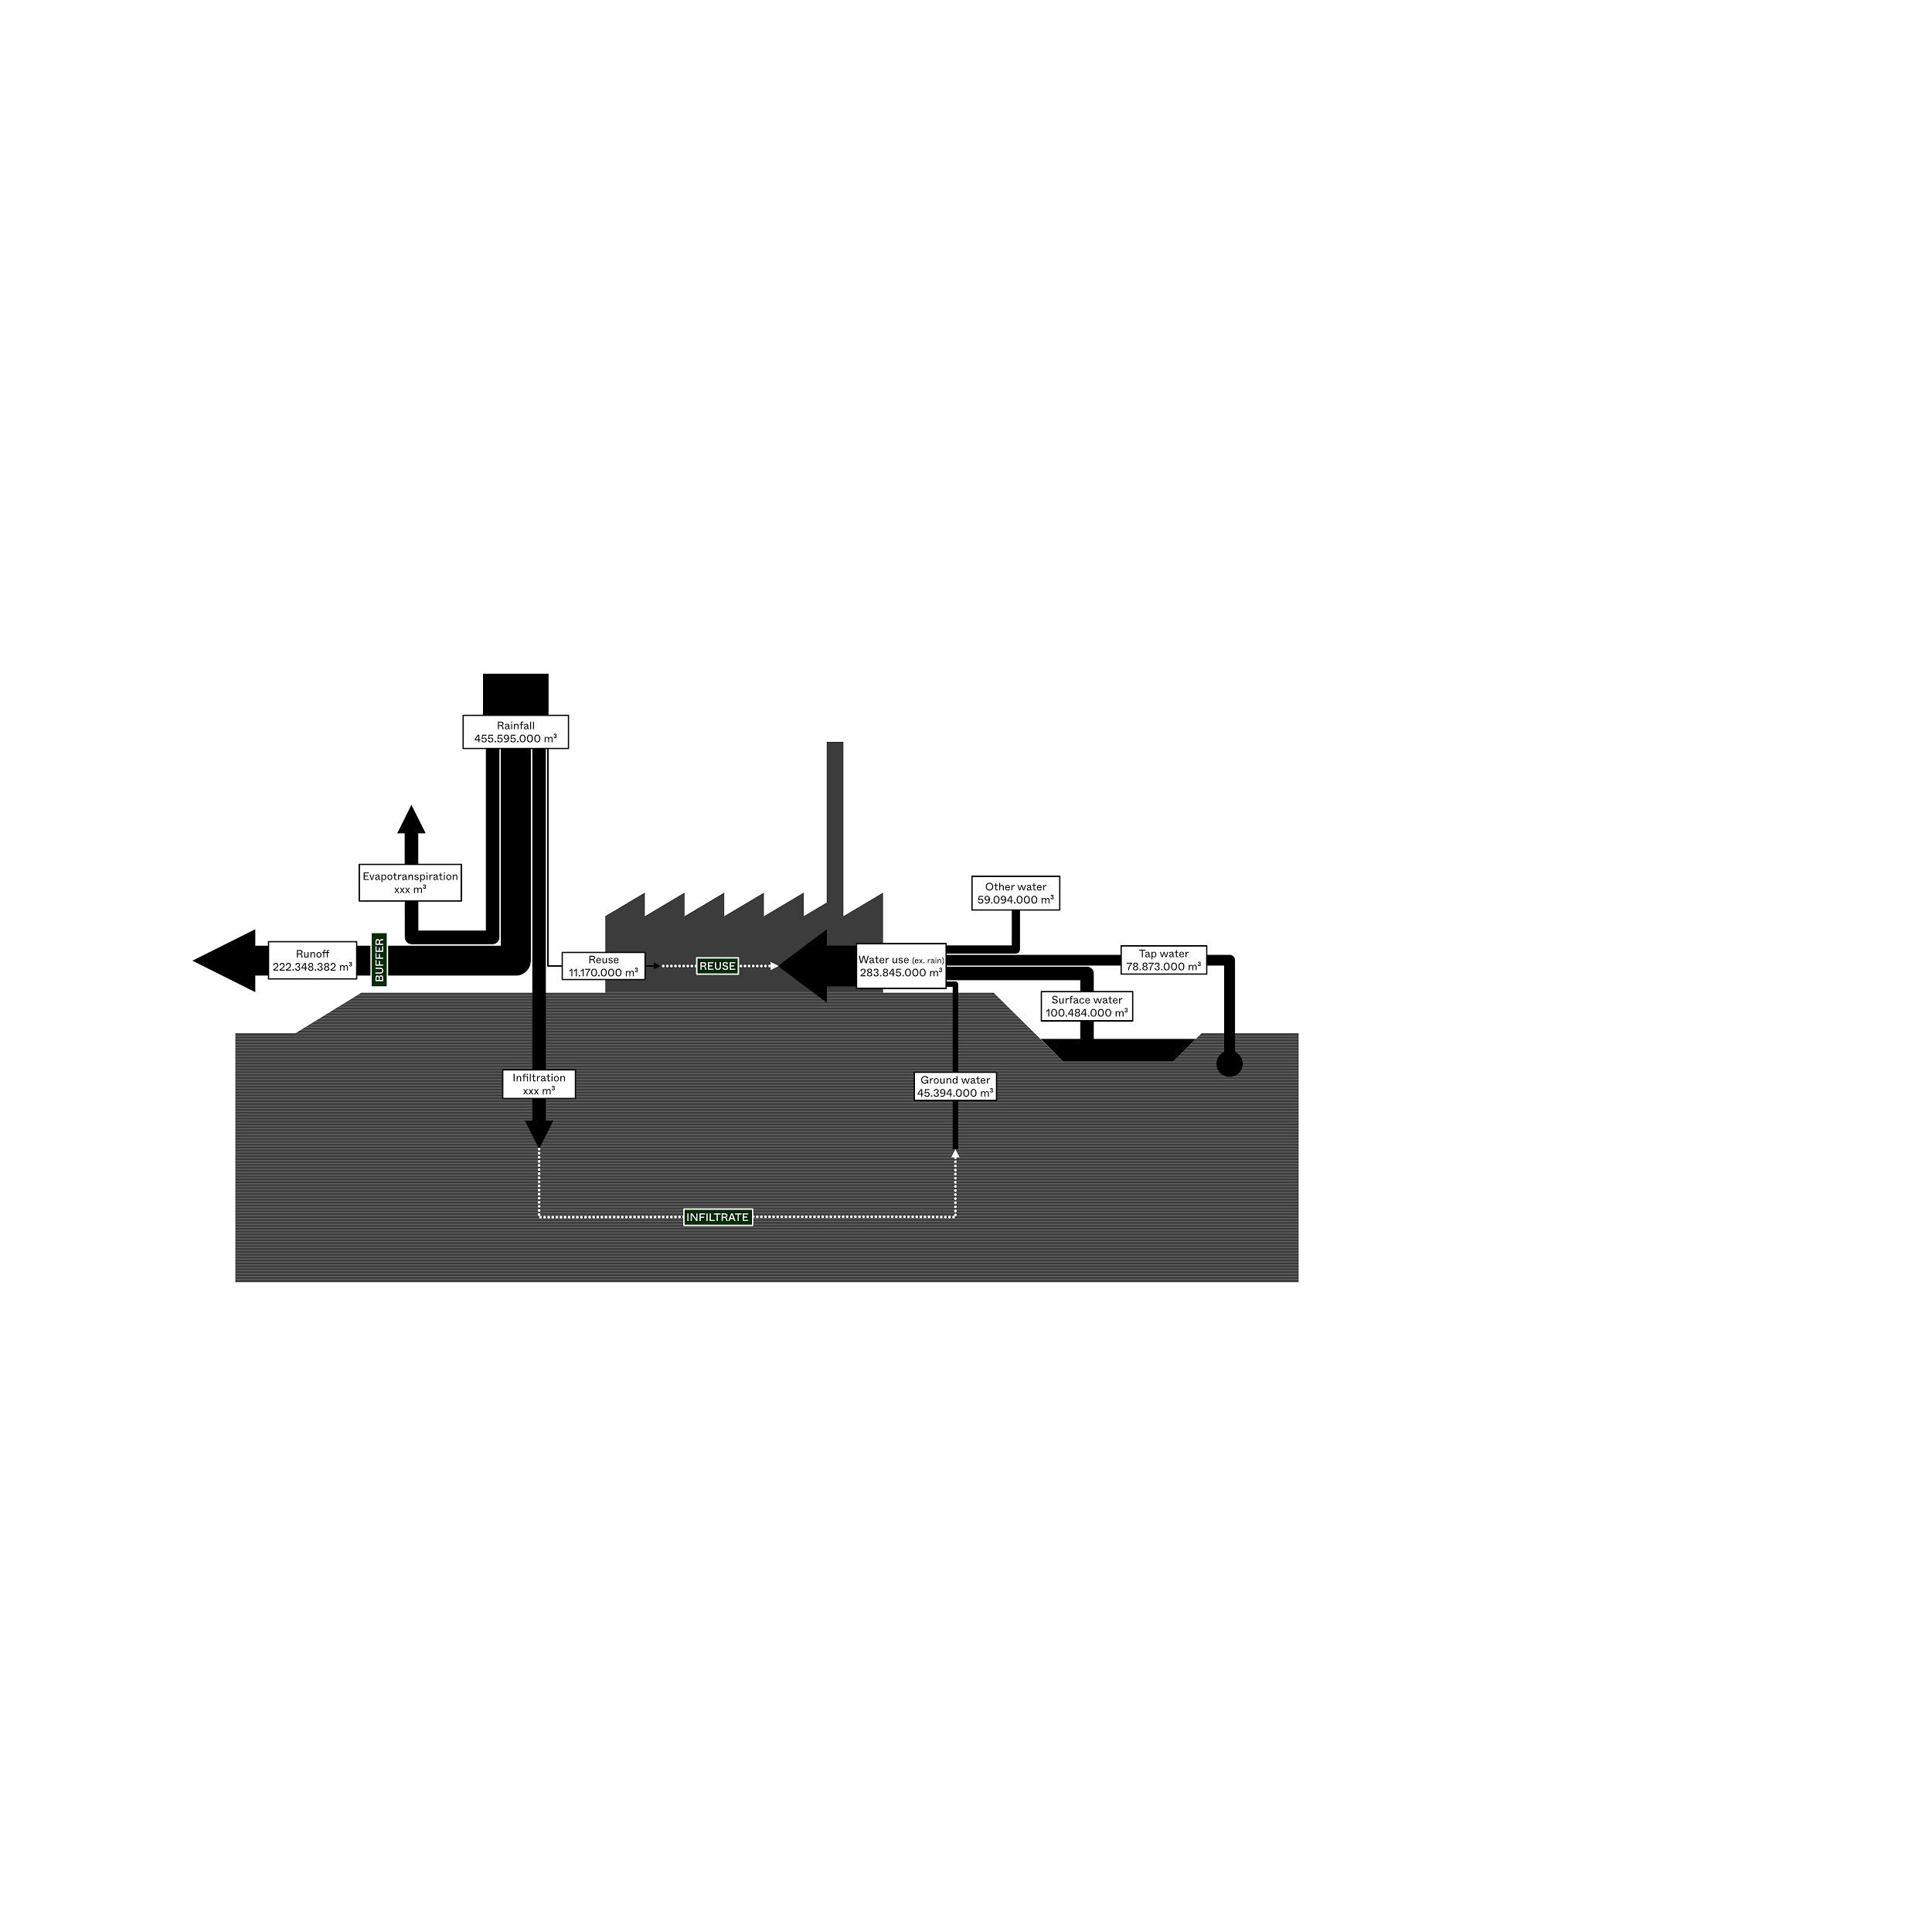 Rainfall
455.595.000 m³
Evapotranspiration
xxx m³
Other water
59.094.000 m³
Runoff
222.348.382 m³
BUFFER
Reuse
11.170.000 m³
REUSE
Water use (ex. rain)
283.845.000 m³
Tap water
78.873.000 m³
Surface water
100.484.000 m³
Infiltration
xxx m³
Ground water
45.394.000 m³
INFILTRATE